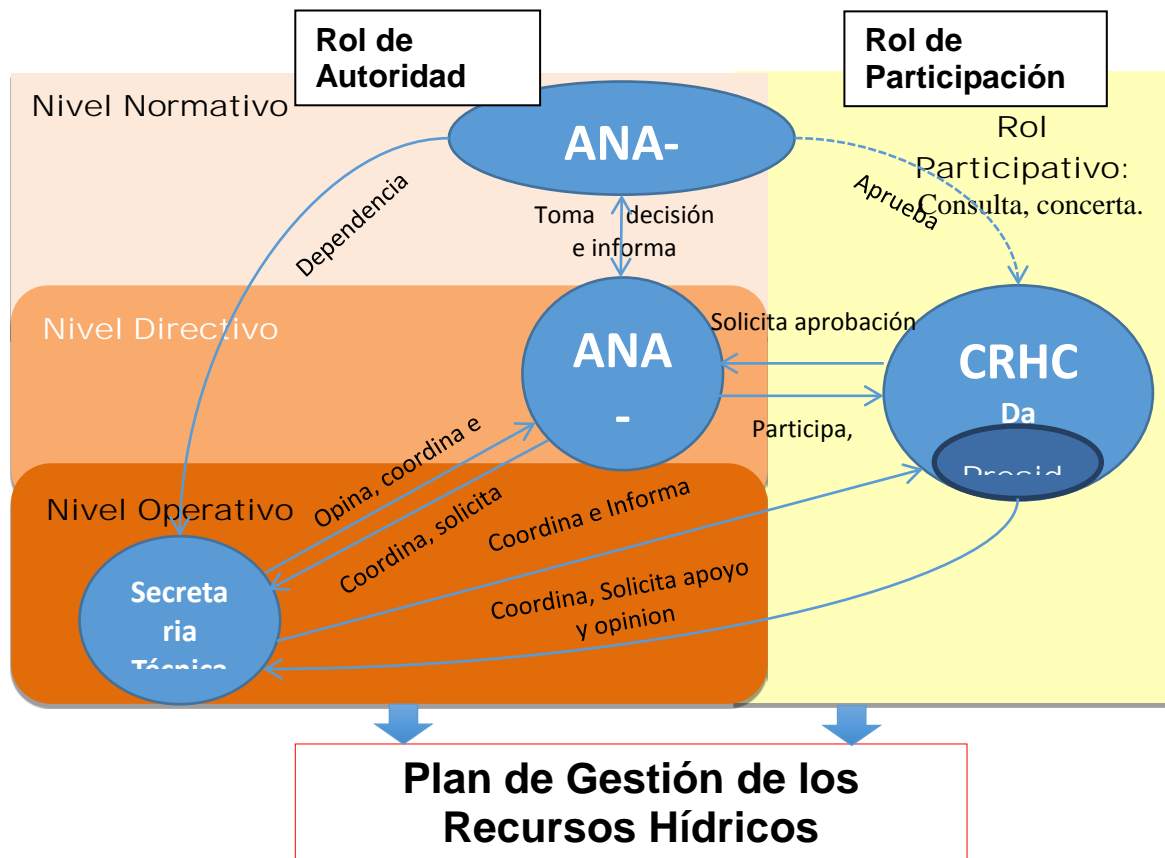 Rol de
Autoridad
Rol de
Participación
Nivel Normativo
ANA-
Rol
Participativo:
Consulta, concerta.
Dependencia
Aprueba
Toma decisión
e informa
Nivel Directivo
ANA
-
Solicita aprobación
CRHC
Da
Participa,
Opina, coordina e
Coordina, solicita
Nivel Operativo
Coordina e Informa
Coordina, Solicita apoyo
y opinion
Secreta
ria
Técnica
Presid
Plan de Gestión de los
Recursos Hídricos